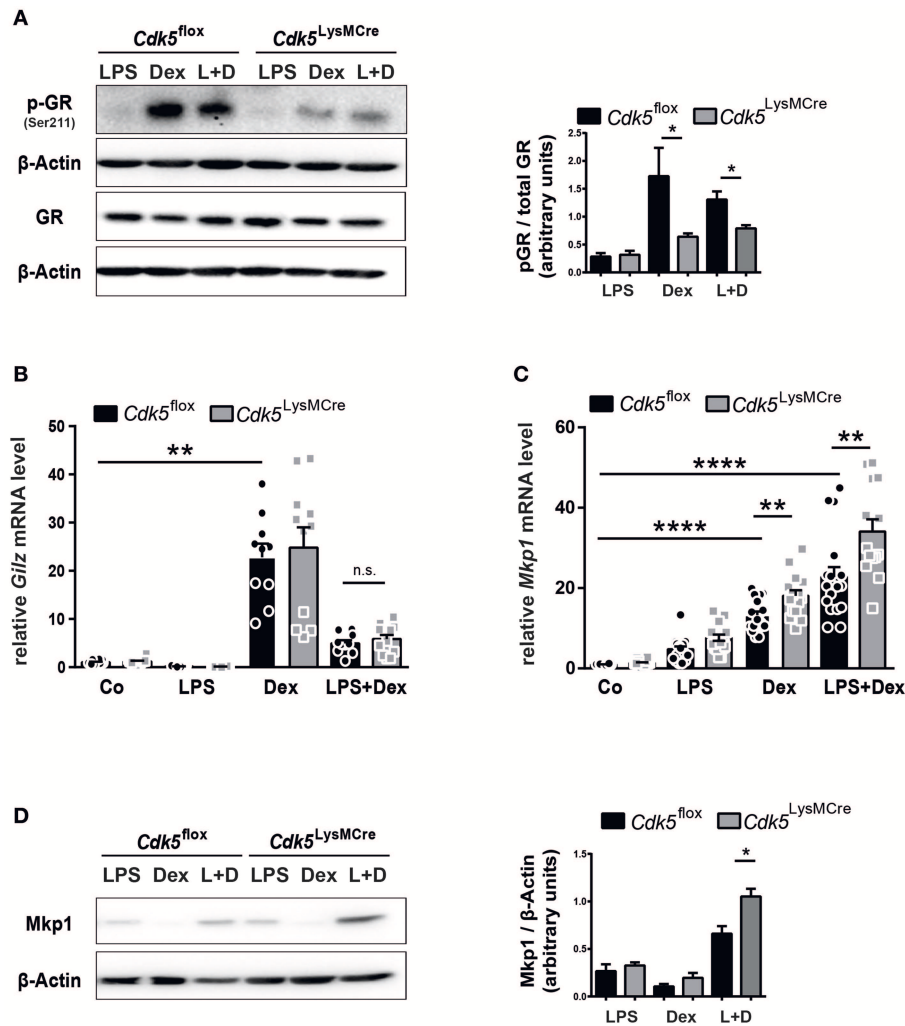 A
Cdk5flox Cdk5LysMCre
LPS Dex L+D LPS Dex L+D
p-GR
(Ser211)
β-Actin
GR
β-Actin
Cdk5flox Cdk5LysMCre
pGR / total GR
(arbitrary units)
2.5
2.0
1.5
1.0
0.5
0.0
*
*
LPS Dex L+D
B
Cdk5flox Cdk5LysMCre
relative Gilz mRNA level
50
40
30
20
10
0
**
n.s.
Co LPS Dex LPS+Dex
C
Cdk5flox Cdk5LysMCre
relative Mkp1 mRNA level
60
40
20
0
**
****
**
****
Co LPS Dex LPS+Dex
D
Cdk5flox Cdk5LysMCre
LPS Dex L+D LPS Dex L+D
Mkp1
β-Actin
Cdk5flox Cdk5LysMCre
Mkp1 / β-Actin
(arbitrary units)
1.5
1.0
0.5
0.0
*
LPS Dex L+D